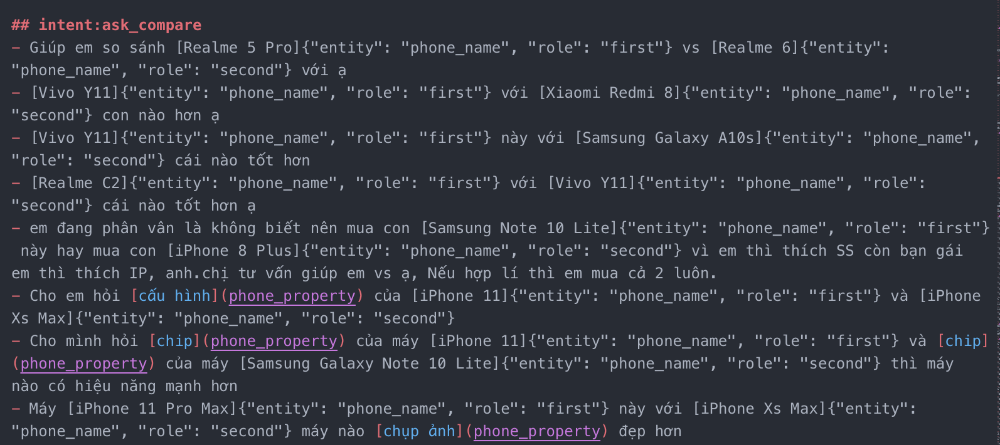 ## intent:ask_compare
- Giúp em so sánh [Realme 5 Pro]{"entity": "phone_name", "role": "first"} vs [Realme 6]{"entity":
"phone_name", "role": "second"} với ạ
- [Vivo Y11]{"entity": "phone_name", "role": "first"} với [Xiaomi Redmi 8]{"entity": "phone_name", "role":
"second"} con nào hơn ạ
- [Vivo Y11]{"entity": "phone_name", "role": "first"} này với [Samsung Galaxy A10s]{"entity": "phone_name",
"role": "second"} cái nào tốt hơn
- [Realme C2]{"entity": "phone_name", "role": "first"} với [Vivo Y11]{"entity": "phone_name", "role":
"second"} cái nào tốt hơn ạ
- em đang phân vân là không biết nên mua con [Samsung Note 10 Lite]{"entity": "phone_name", "role": "first"}
này hay mua con [iPhone 8 Plus]{"entity": "phone_name", "role": "second"} vì em thì thích SS còn bạn gái
em thì thích IP, anh.chị tư vấn giúp em vs ạ, Nếu hợp lí thì em mua cả 2 luôn.
- Cho em hỏi [cấu hình](phone_property) của [iPhone 11]{"entity": "phone_name", "role": "first"} và [iPhone
Xs Max]{"entity": "phone_name", "role": "second"}
- Cho mình hỏi [chip](phone_property) của máy [iPhone 11]{"entity": "phone_name", "role": "first"} và [chip]
(phone_property) của máy [Samsung Galaxy Note 10 Lite]{"entity": "phone_name", "role": "second"} thì máy
nào có hiệu năng mạnh hơn
- Máy [iPhone 11 Pro Max]{"entity": "phone_name", "role": "first"} này với [iPhone Xs Max]{"entity":
"phone_name", "role": "second"} máy nào [chụp ảnh](phone_property) đẹp hơn